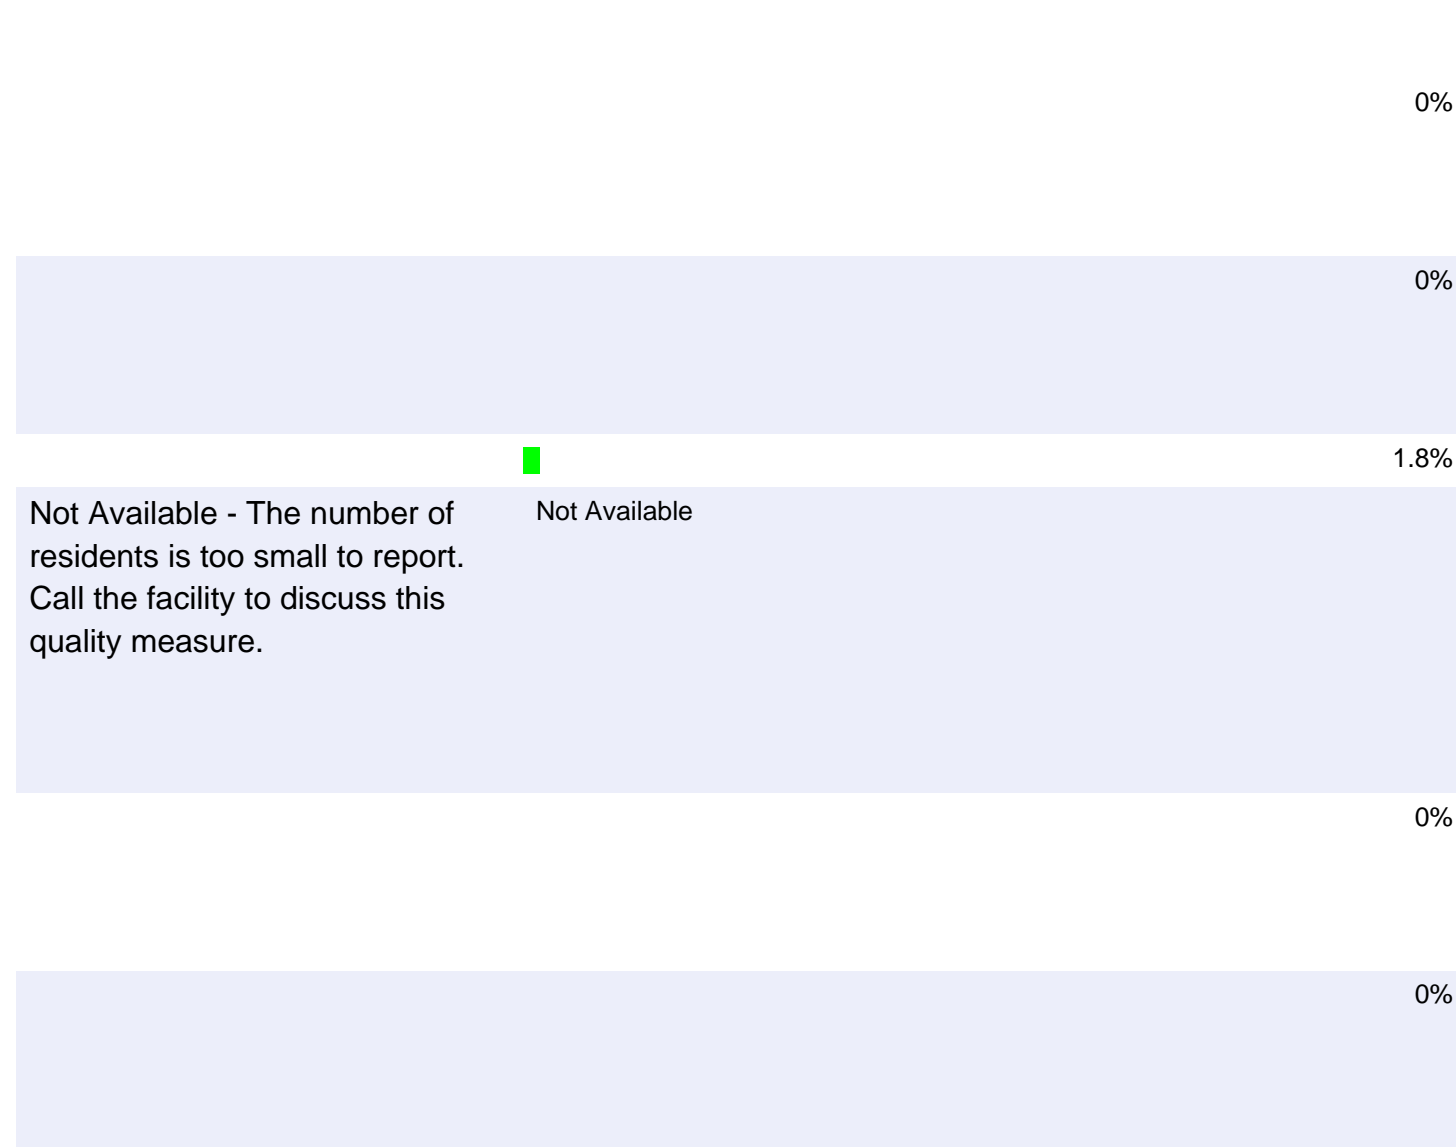 0%
0%
1.8%
Not Available - The number of
residents is too small to report.
Call the facility to discuss this
quality measure.
Not Available
0%
0%